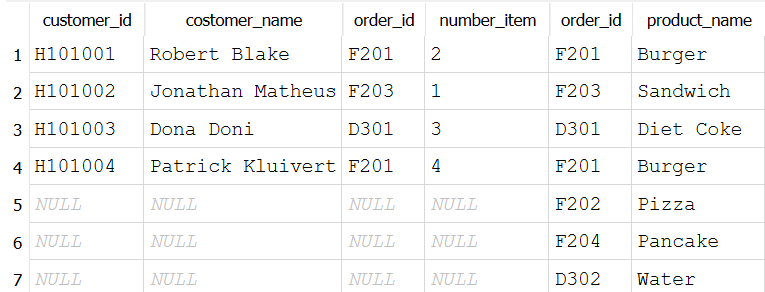 customer_id costomer_name order_id number_item order_id product_name
1 H101001 Robert Blake F201 2 F201 Burger
2 H101002 Jonathan Matheus F203 1 F203 Sandwich
3 H101003 Dona Doni D301 3 D301 Diet Coke
4 H101004 Patrick Kluivert F201 4 F201 Burger
5 NULL NULL NULL NULL F202 Pizza
6 NULL NULL NULL NULL F204 Pancake
7 NULL NULL NULL NULL D302 Water